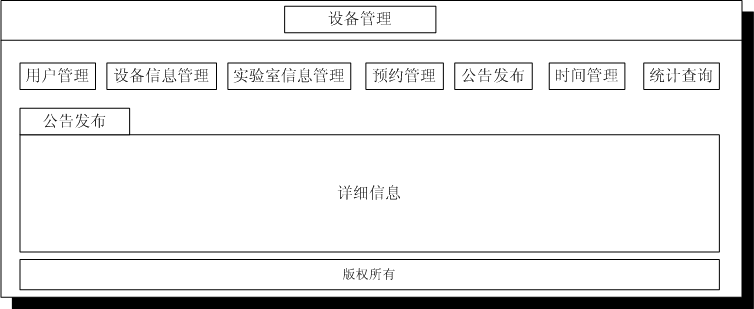 设备管理
用户管理 设备信息管理 实验室信息管理 预约管理 公告发布 时间管理 统计查询
公告发布
详细信息
版权所有